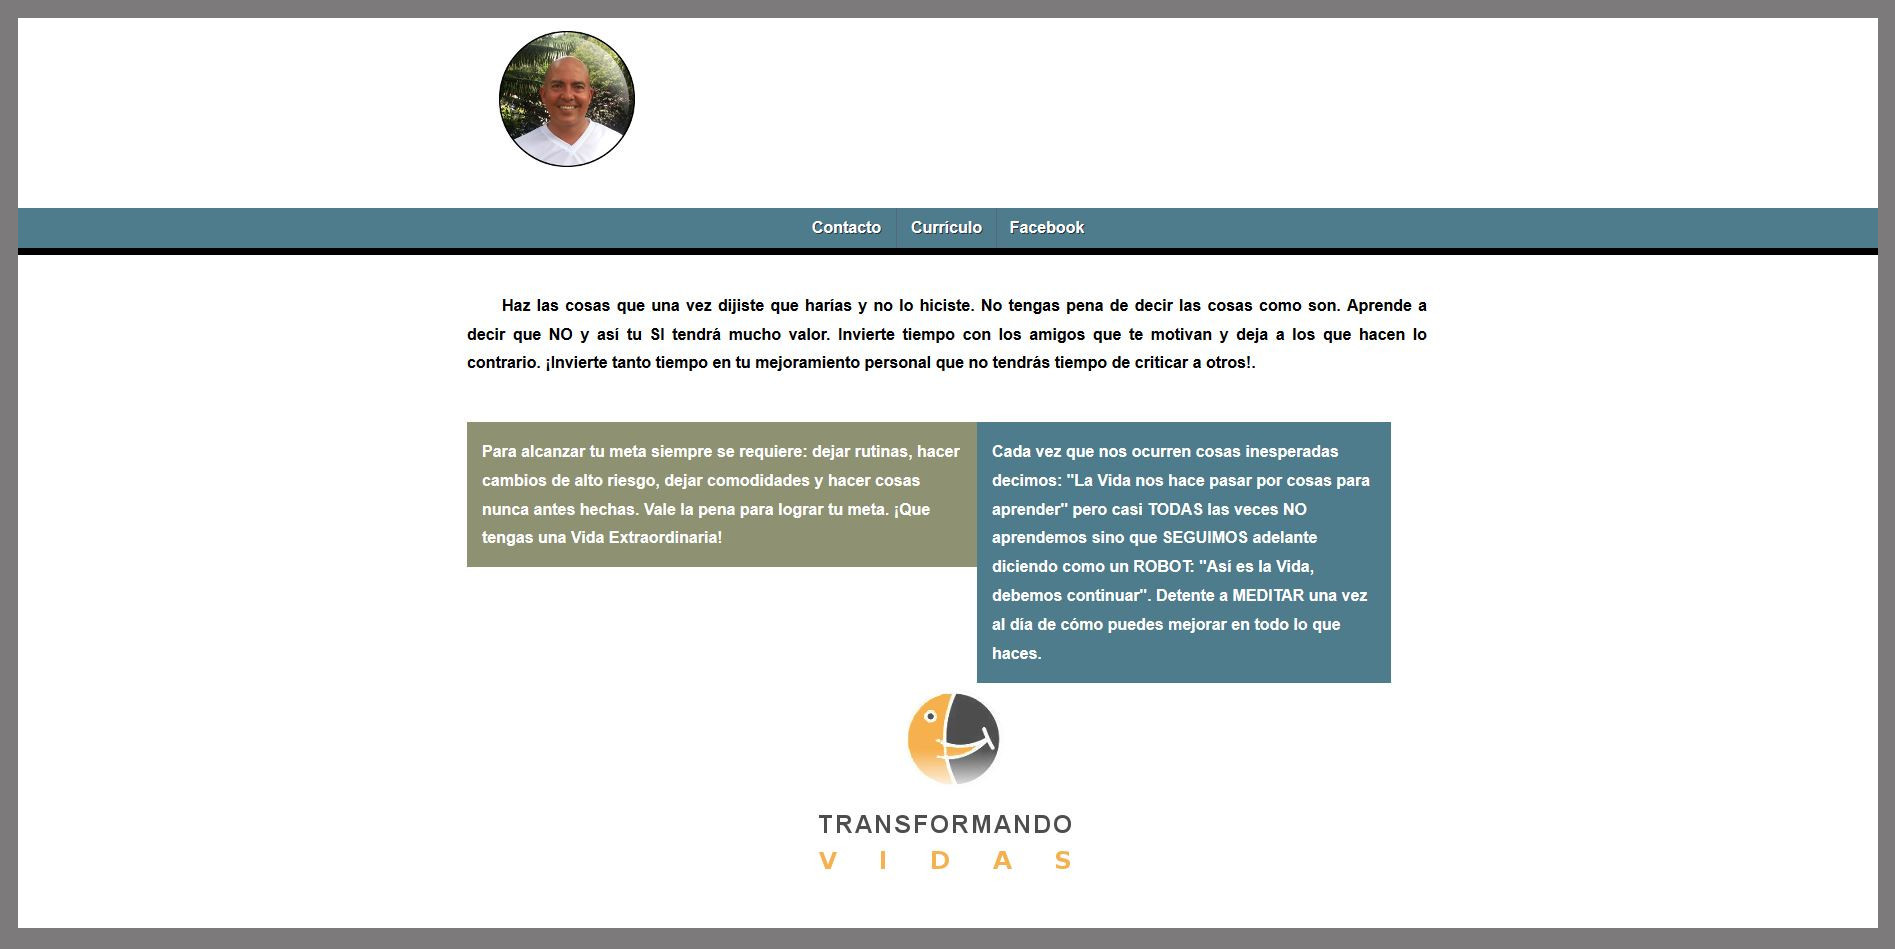 Contacto Currículo Facebook
Haz las cosas que una vez dijiste que harías y no lo hiciste. No tengas pena de decir las cosas como son. Aprende a
decir que NO y así tu SI tendrá mucho valor. Invierte tiempo con los amigos que te motivan y deja a los que hacen lo
contrario. ¡Invierte tanto tiempo en tu mejoramiento personal que no tendrás tiempo de criticar a otros!.
Para alcanzar tu meta siempre se requiere: dejar rutinas, hacer
cambios de alto riesgo, dejar comodidades y hacer cosas
nunca antes hechas. Vale la pena para lograr tu meta. ¡Que
tengas una Vida Extraordinaria!
Cada vez que nos ocurren cosas inesperadas
decimos: "La Vida nos hace pasar por cosas para
aprender" pero casi TODAS las veces NO
aprendemos sino que SEGUIMOS adelante
diciendo como un ROBOT: "Así es la Vida,
debemos continuar". Detente a MEDITAR una vez
al día de cómo puedes mejorar en todo lo que
haces.
TRANSFORMANDO
VIDAS